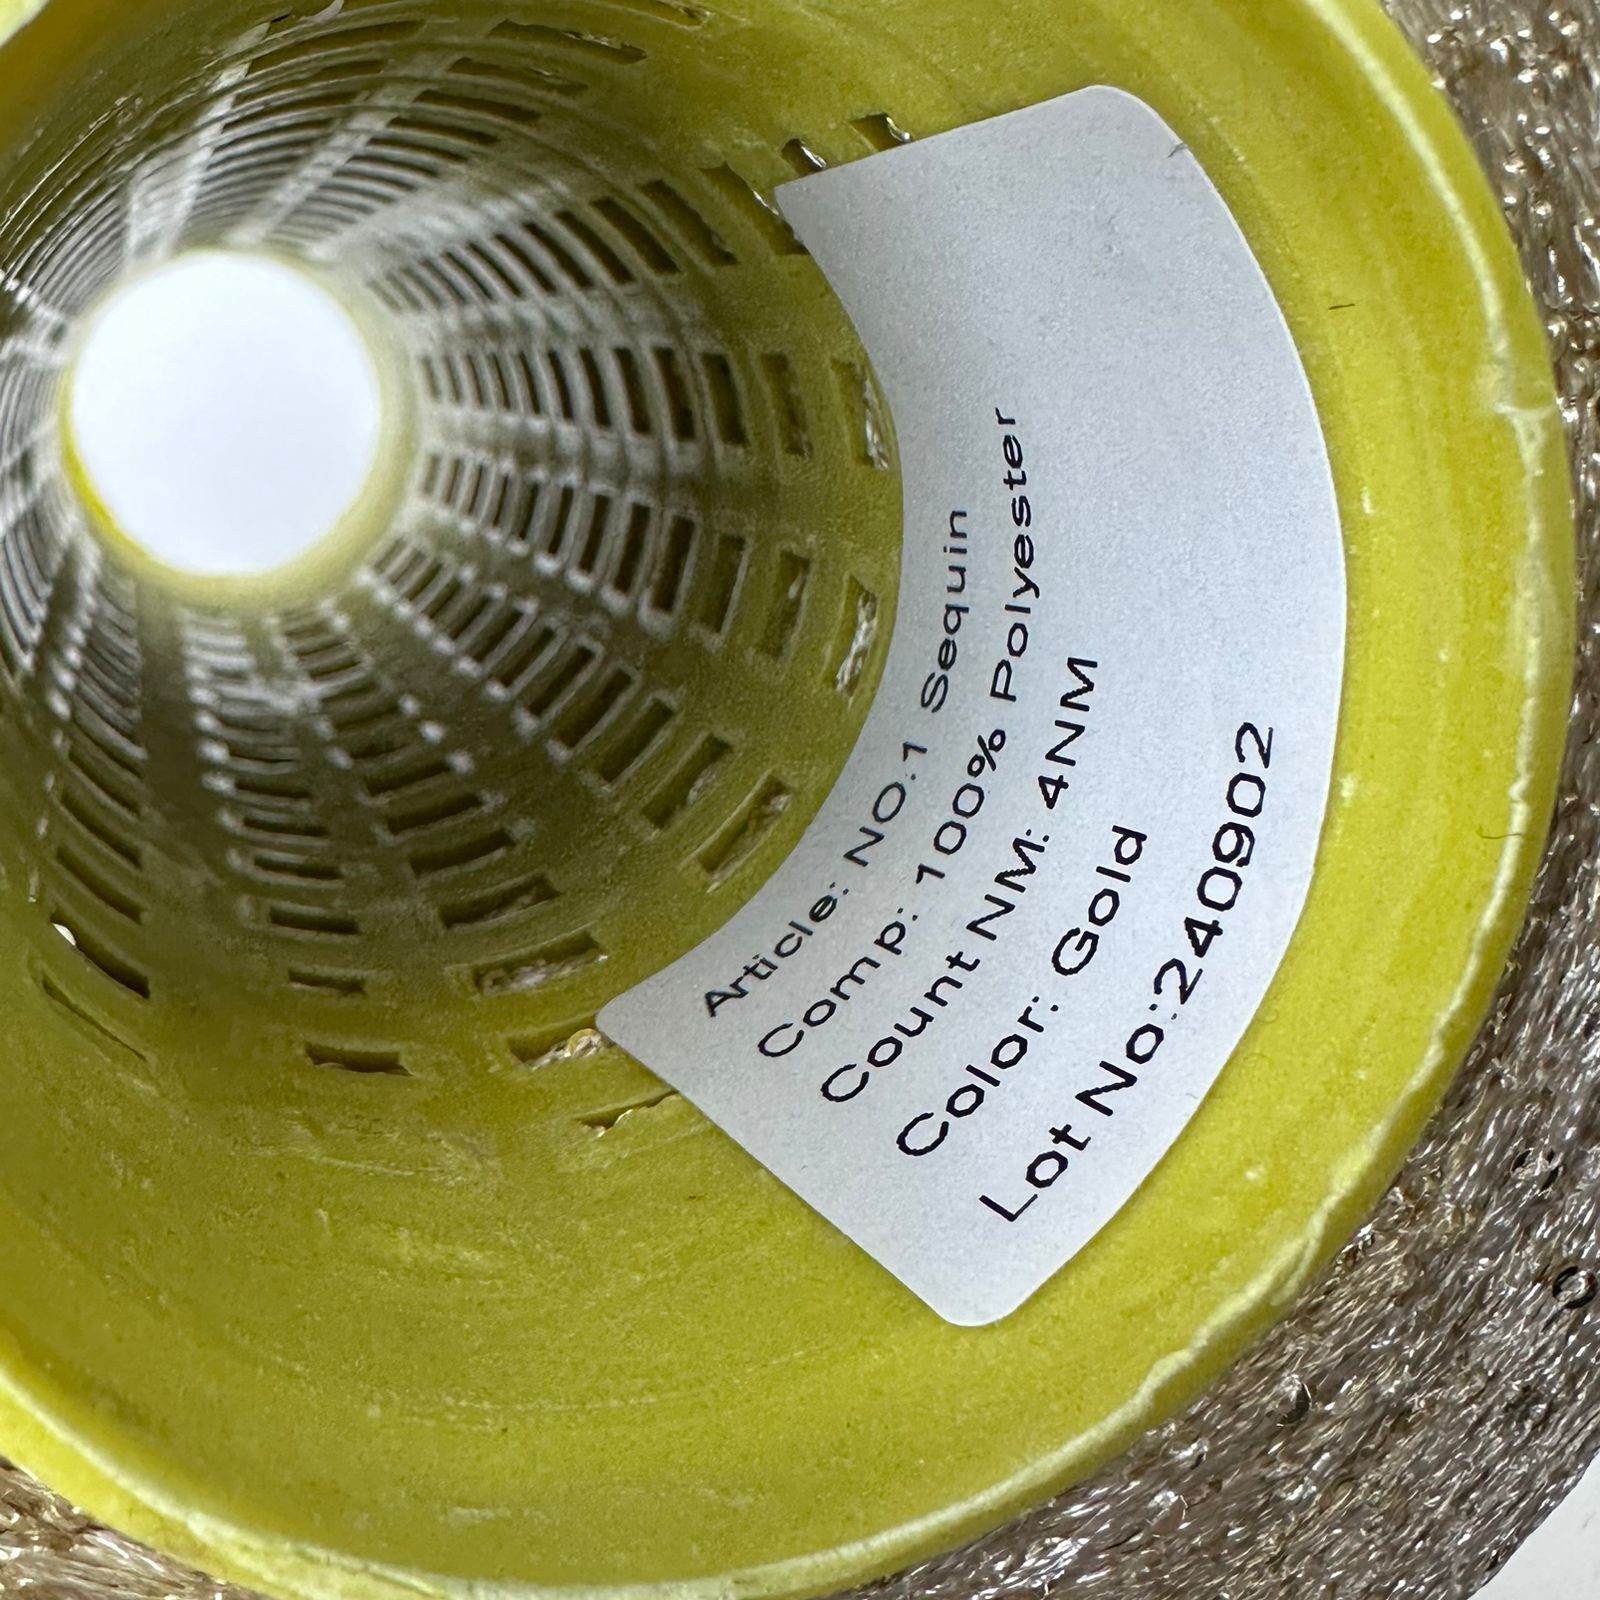 Article: NO.1 Sequin
Comp: 100% Polyester
Count NM: 4NM
Color: Gold
Lot No:240902